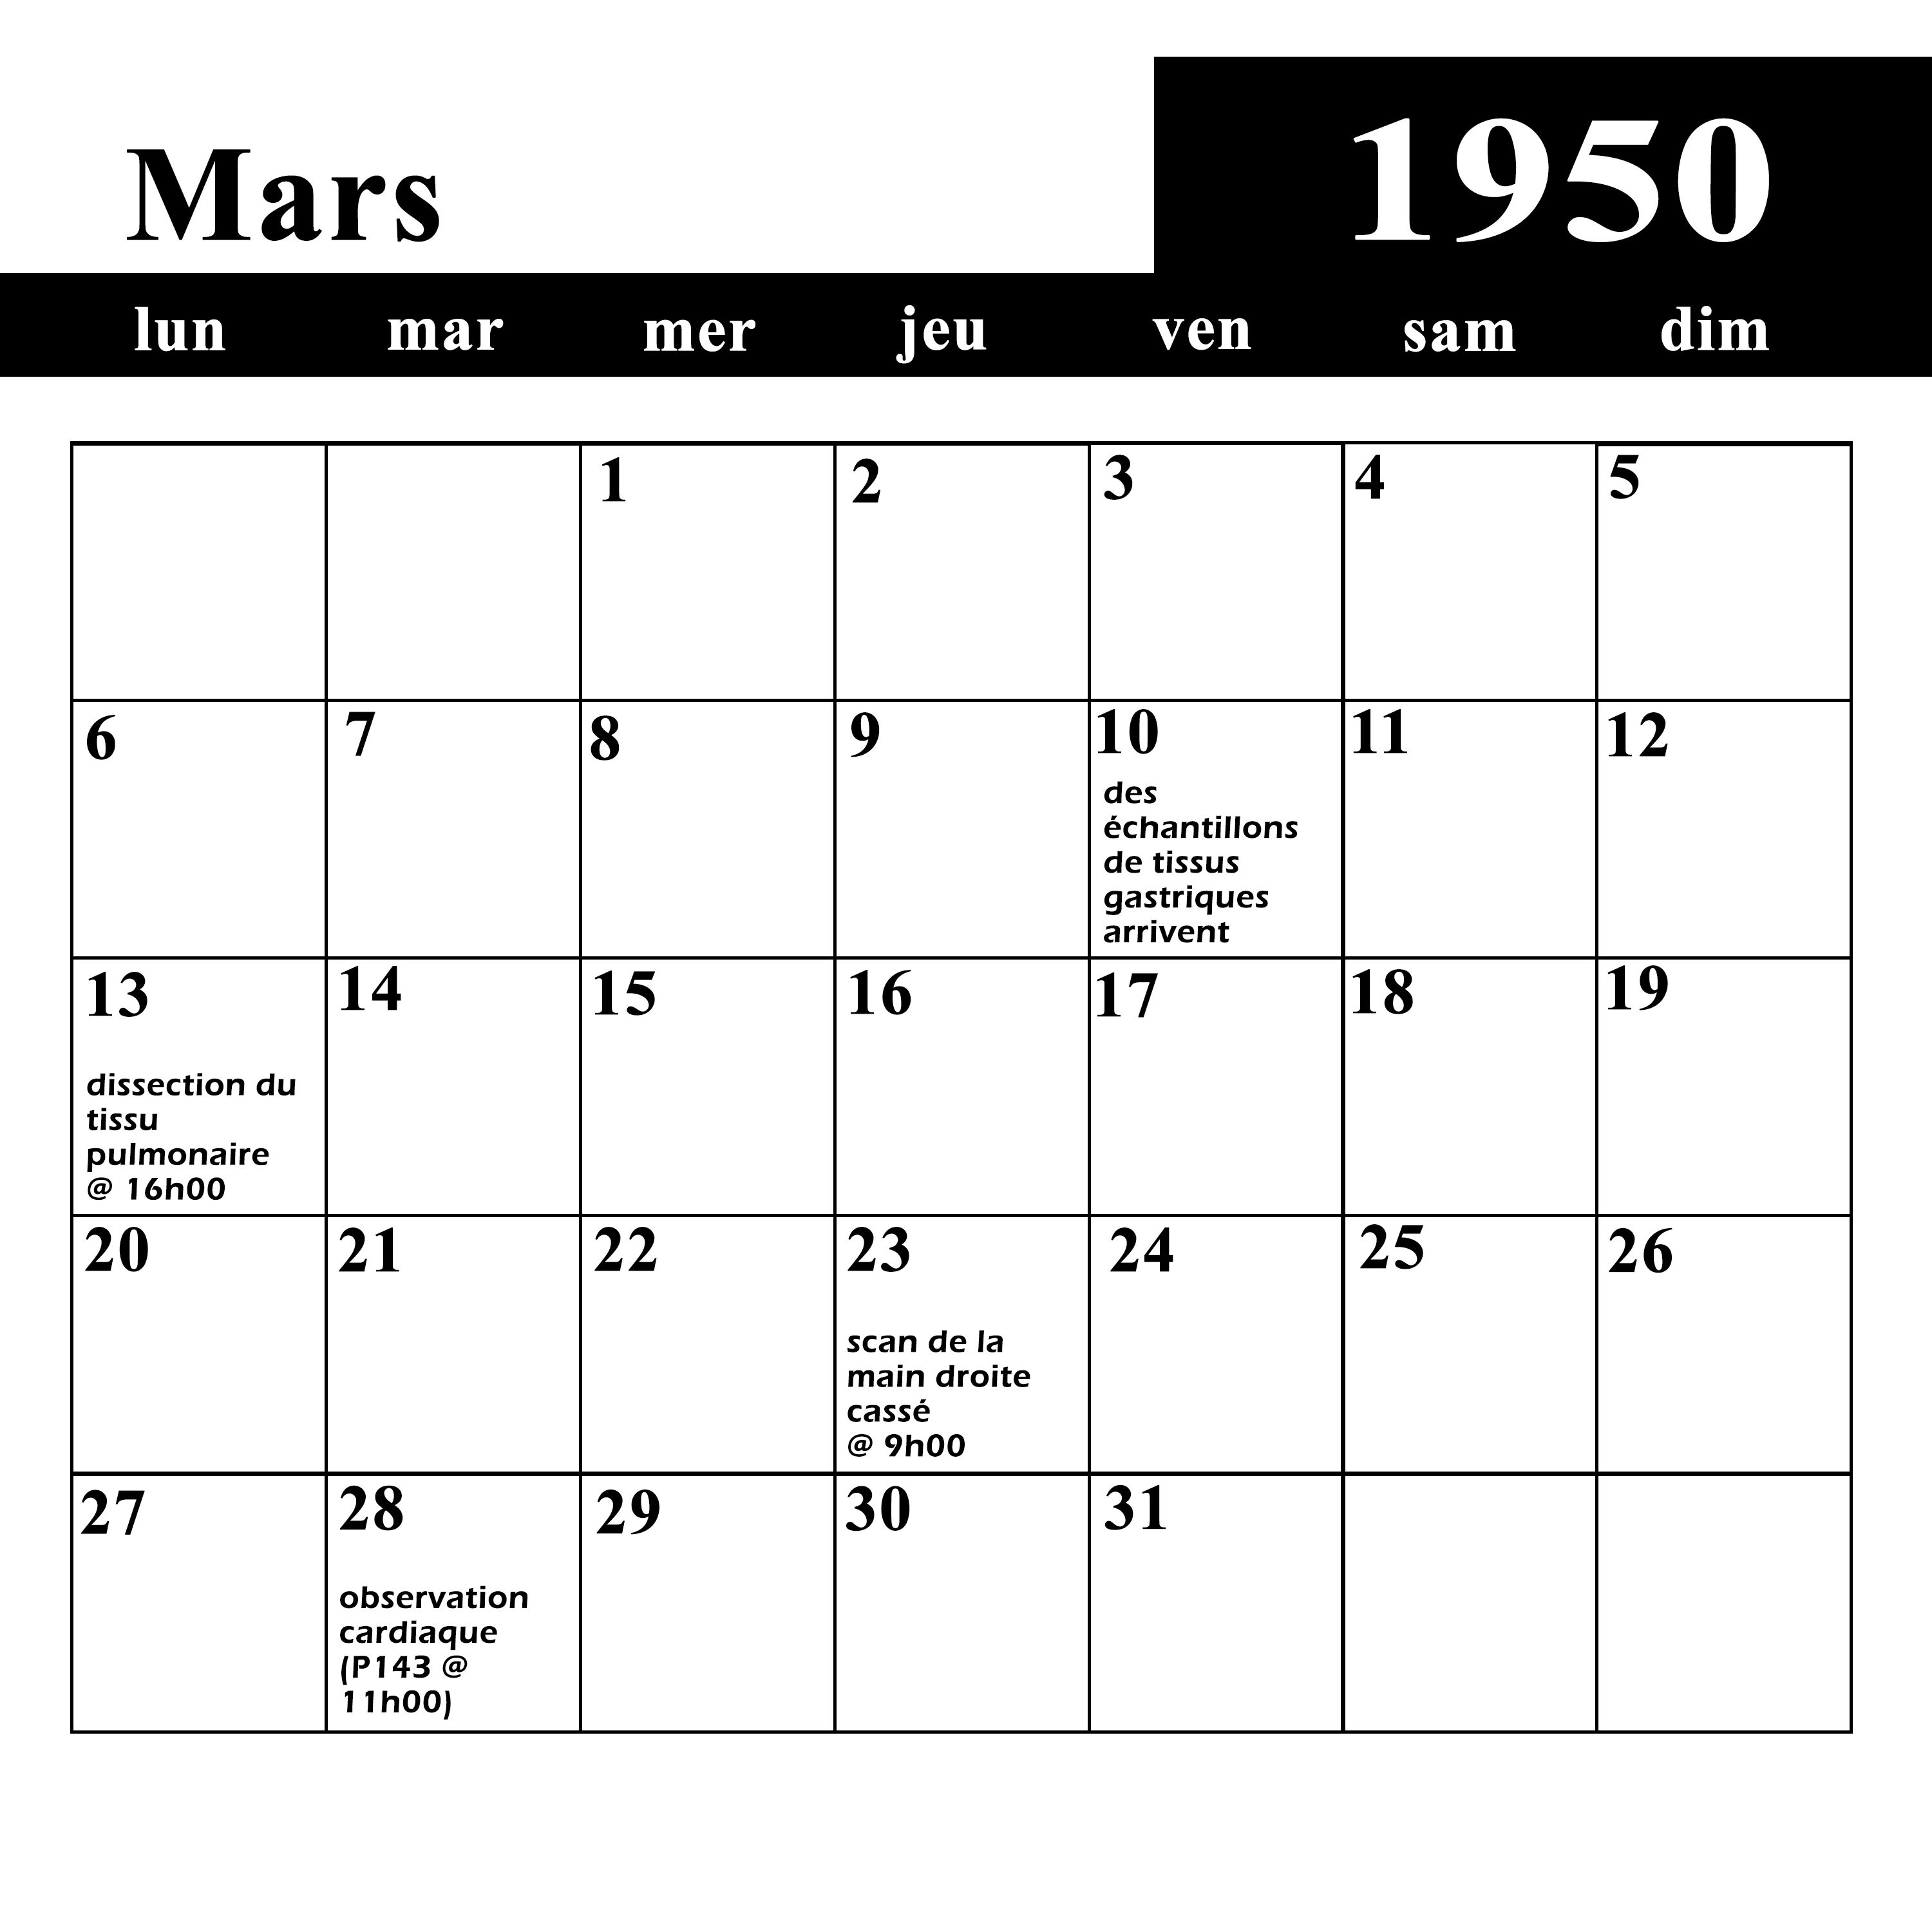 Mars
1950
lun mar mer jeu ven sam dim
1 2 3 4 5
6 7 8 9 10 11 12
des
échantillons
de tissus
gastriques
arrivent
13 14 15 16 17 18 19
dissection du
tissu
pulmonaire
@ 16h00
20 21 22 23 24 25 26
scan de la
main droite
cassé
@ 9h00
27 28 29 30 31
observation
cardiaque
(P143 @
11h00)